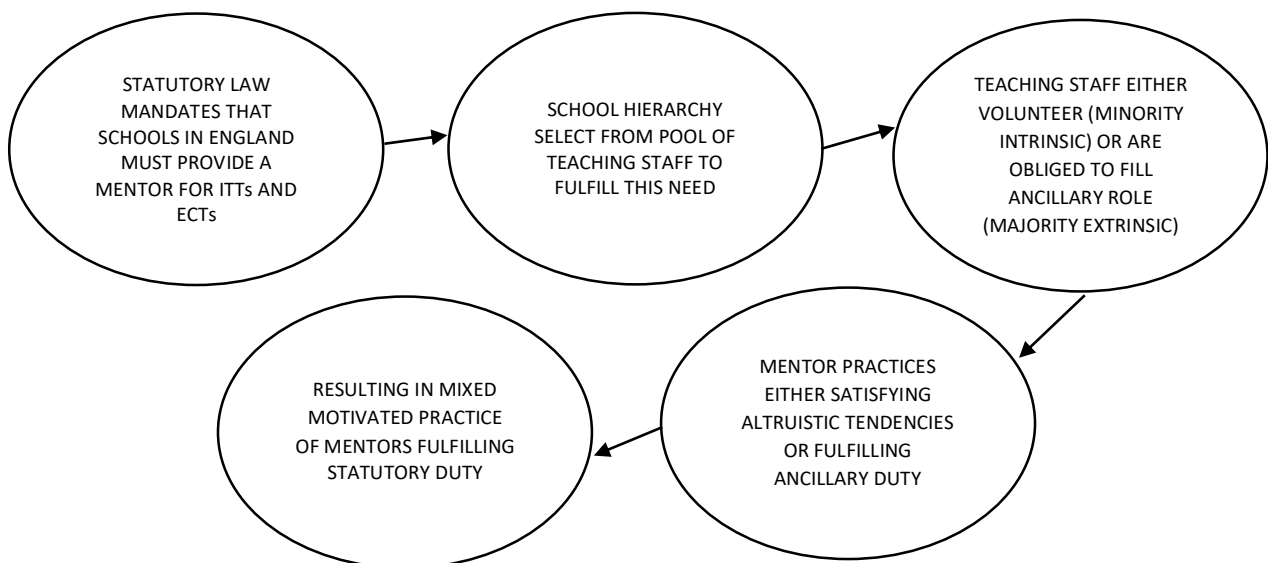 STATUTORY LAW
MANDATES THAT
SCHOOLS IN ENGLAND
MUST PROVIDE A
MENTOR FOR ITTs AND
ECTs
SCHOOL HIERARCHY
SELECT FROM POOL OF
TEACHING STAFF TO
FULFILL THIS NEED
TEACHING STAFF EITHER
VOLUNTEER (MINORITY
INTRINSIC) OR ARE
OBLIGED TO FILL
ANCILLARY ROLE
(MAJORITY EXTRINSIC)
MENTOR PRACTICES
EITHER SATISFYING
ALTRUISTIC TENDENCIES
OR FULFILLING
ANCILLARY DUTY
RESULTING IN MIXED
MOTIVATED PRACTICE
OF MENTORS FULFILLING
STATUTORY DUTY